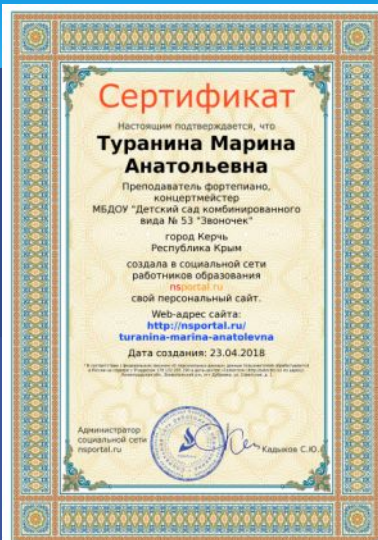 Сертификат
Настоящим подтверждается, что
Туранина Марина
Анатольевна
Преподаватель фортепиано,
концертмейстер
МБДОУ "Детский сад комбинированного
вида № 53 "Звоночек"
город Керчь
Республика Крым
создала в социальной сети
работников образования
nsportal.ru
свой персональный сайт.
Web-адрес сайта:
http://nsportal.ru/
turanina-marina-anatolevna
Дата создания: 23.04.2018
Администратор
социальной сети
nsportal.ru
Кадыков С.Ю.